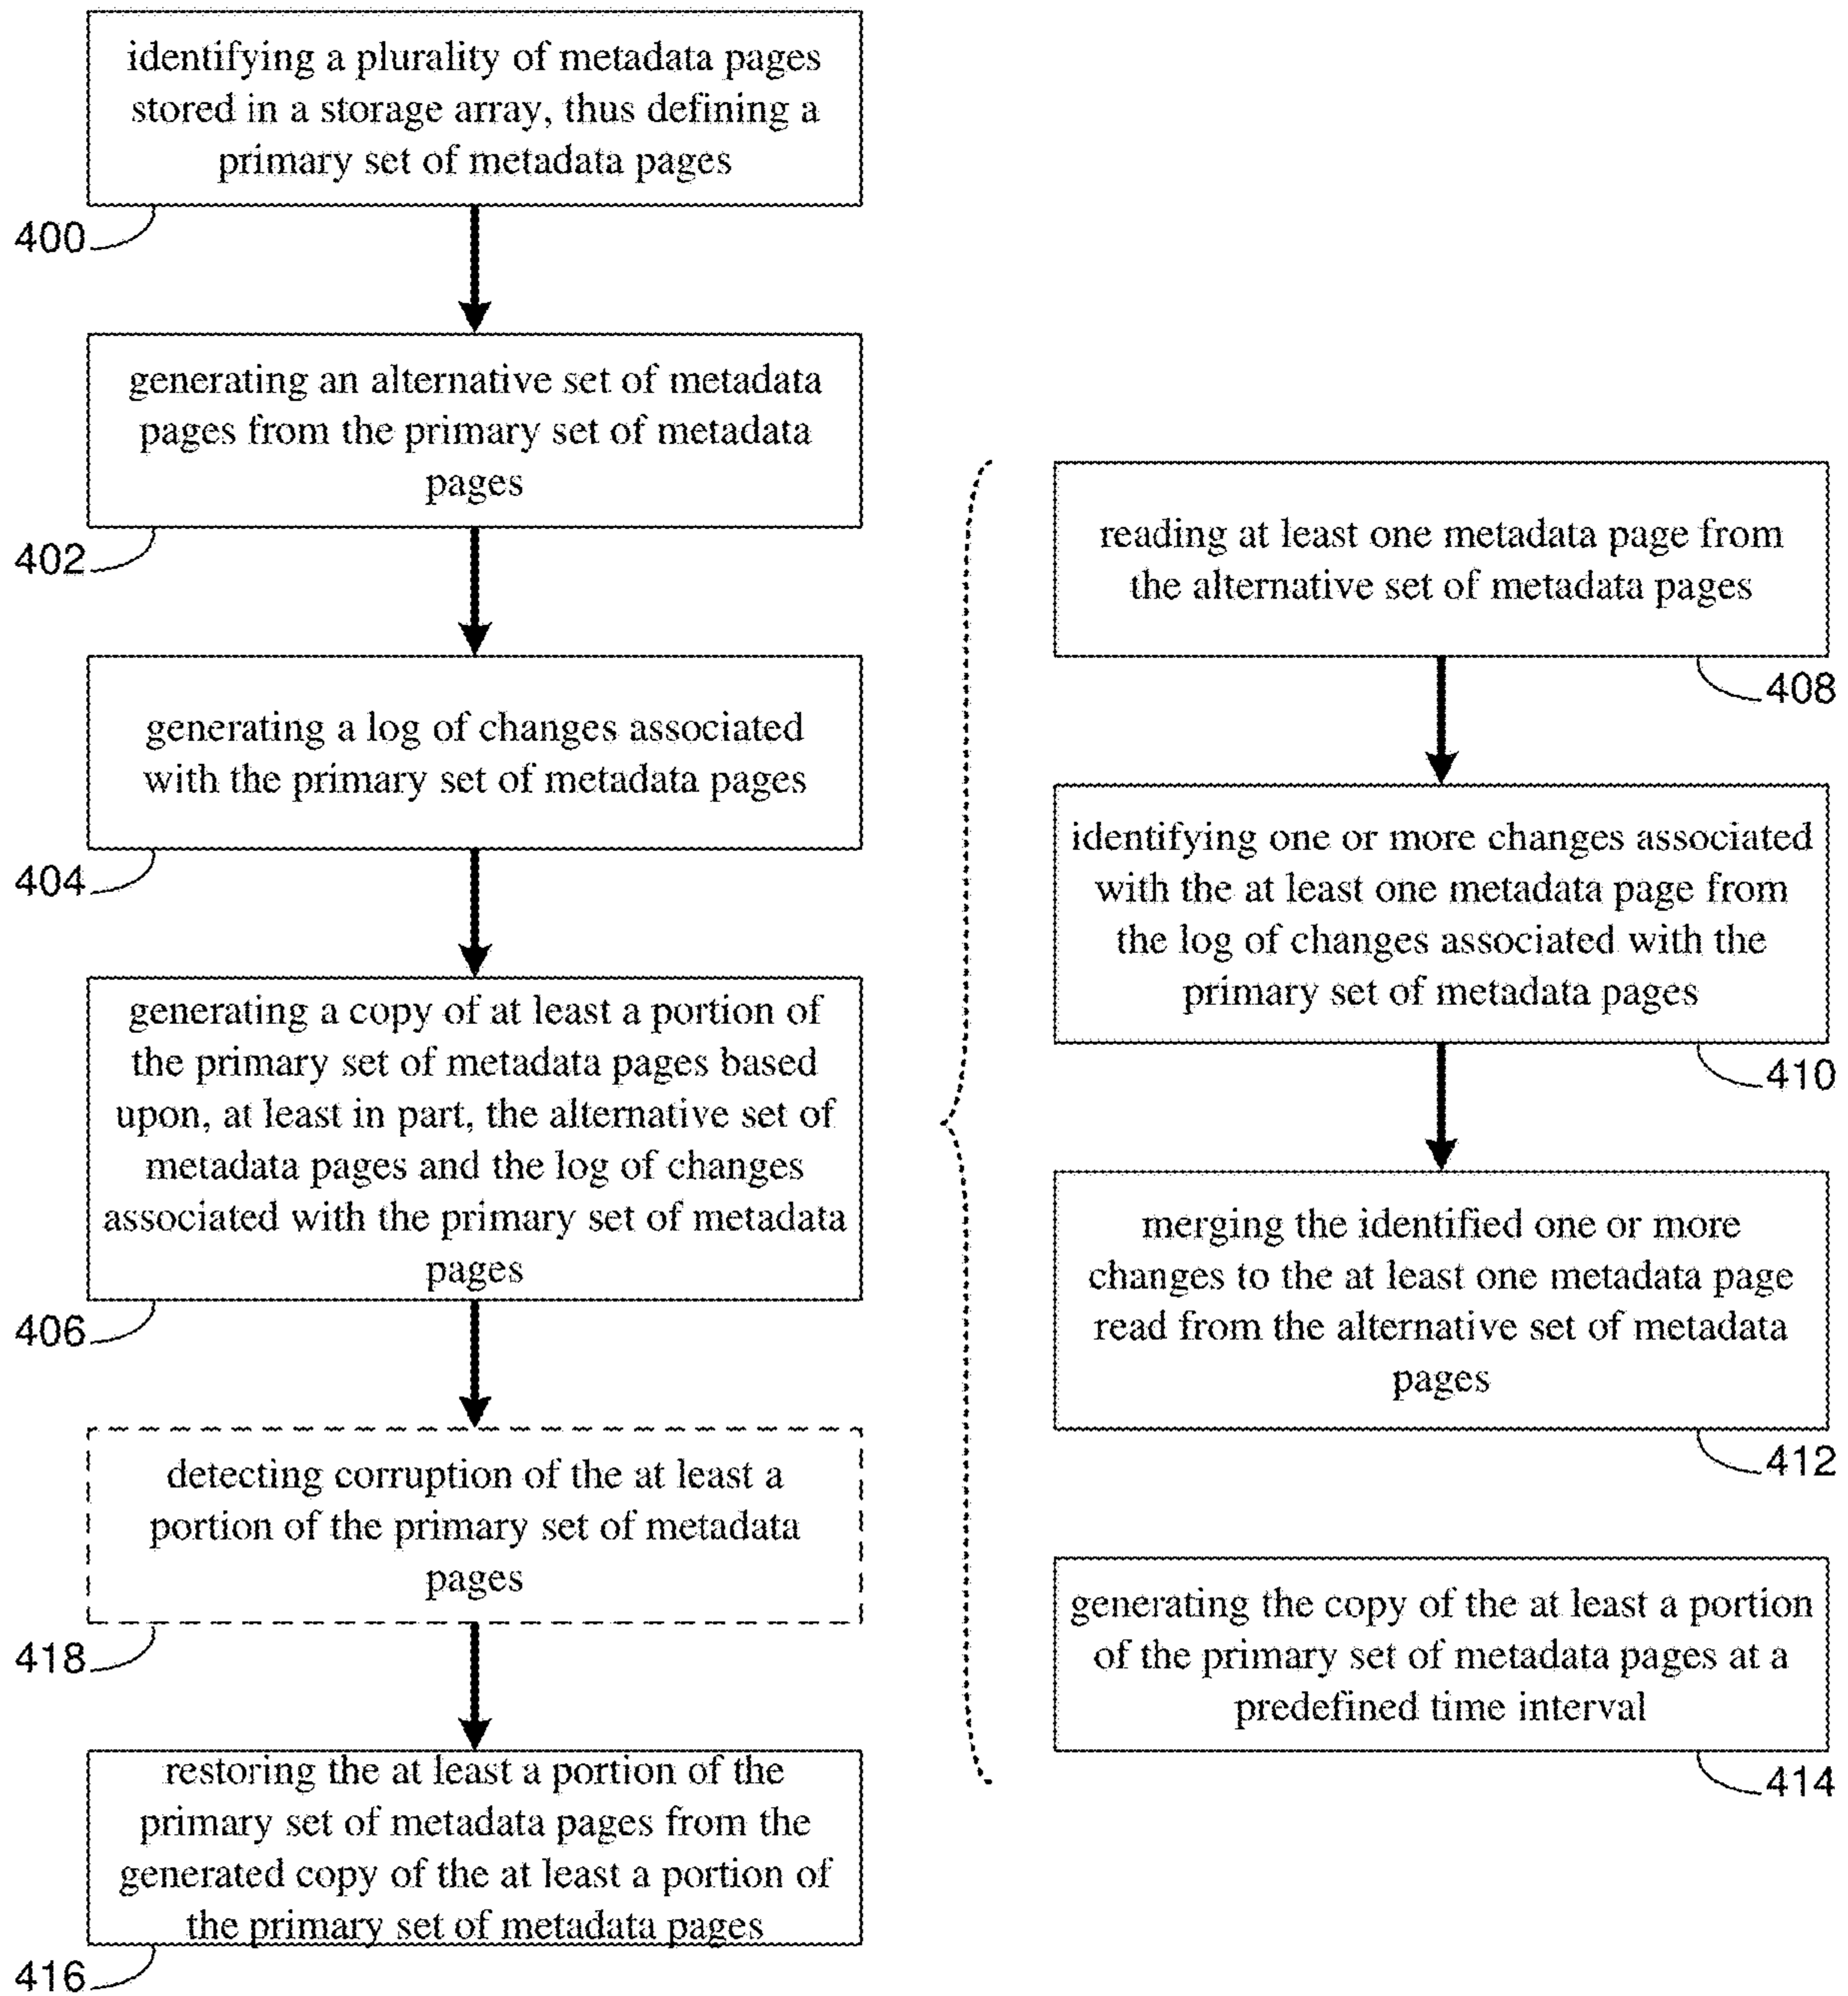 identifying a plurality of metadata pages
stored in a storage array, thus defining a
primary set of metadata pages
400
generating an alternative set of metadata
pages from the primary set of metadata
pages
402
generating a log of changes associated
with the primary set of metadata pages
404
generating a copy of at least a portion of
the primary set of metadata pages based
upon, at least in part, the alternative set of
metadata pages and the log of changes
associated with the primary set of metadata
pages
406
detecting corruption of the at least a
portion of the primary set of metadata
pages
418
restoring the at least a portion of the
primary set of metadata pages from the
generated copy of the at least a portion of
the primary set of metadata pages
416
reading at least one metadata page from
the alternative set of metadata pages
408
identifying one or more changes associated
with the at least one metadata page from
the log of changes associated with the
primary set of metadata pages
410
merging the identified one or more
changes to the at least one metadata page
read from the alternative set of metadata
pages
412
generating the copy of the at least a portion
of the primary set of metadata pages at a
predefined time interval
414